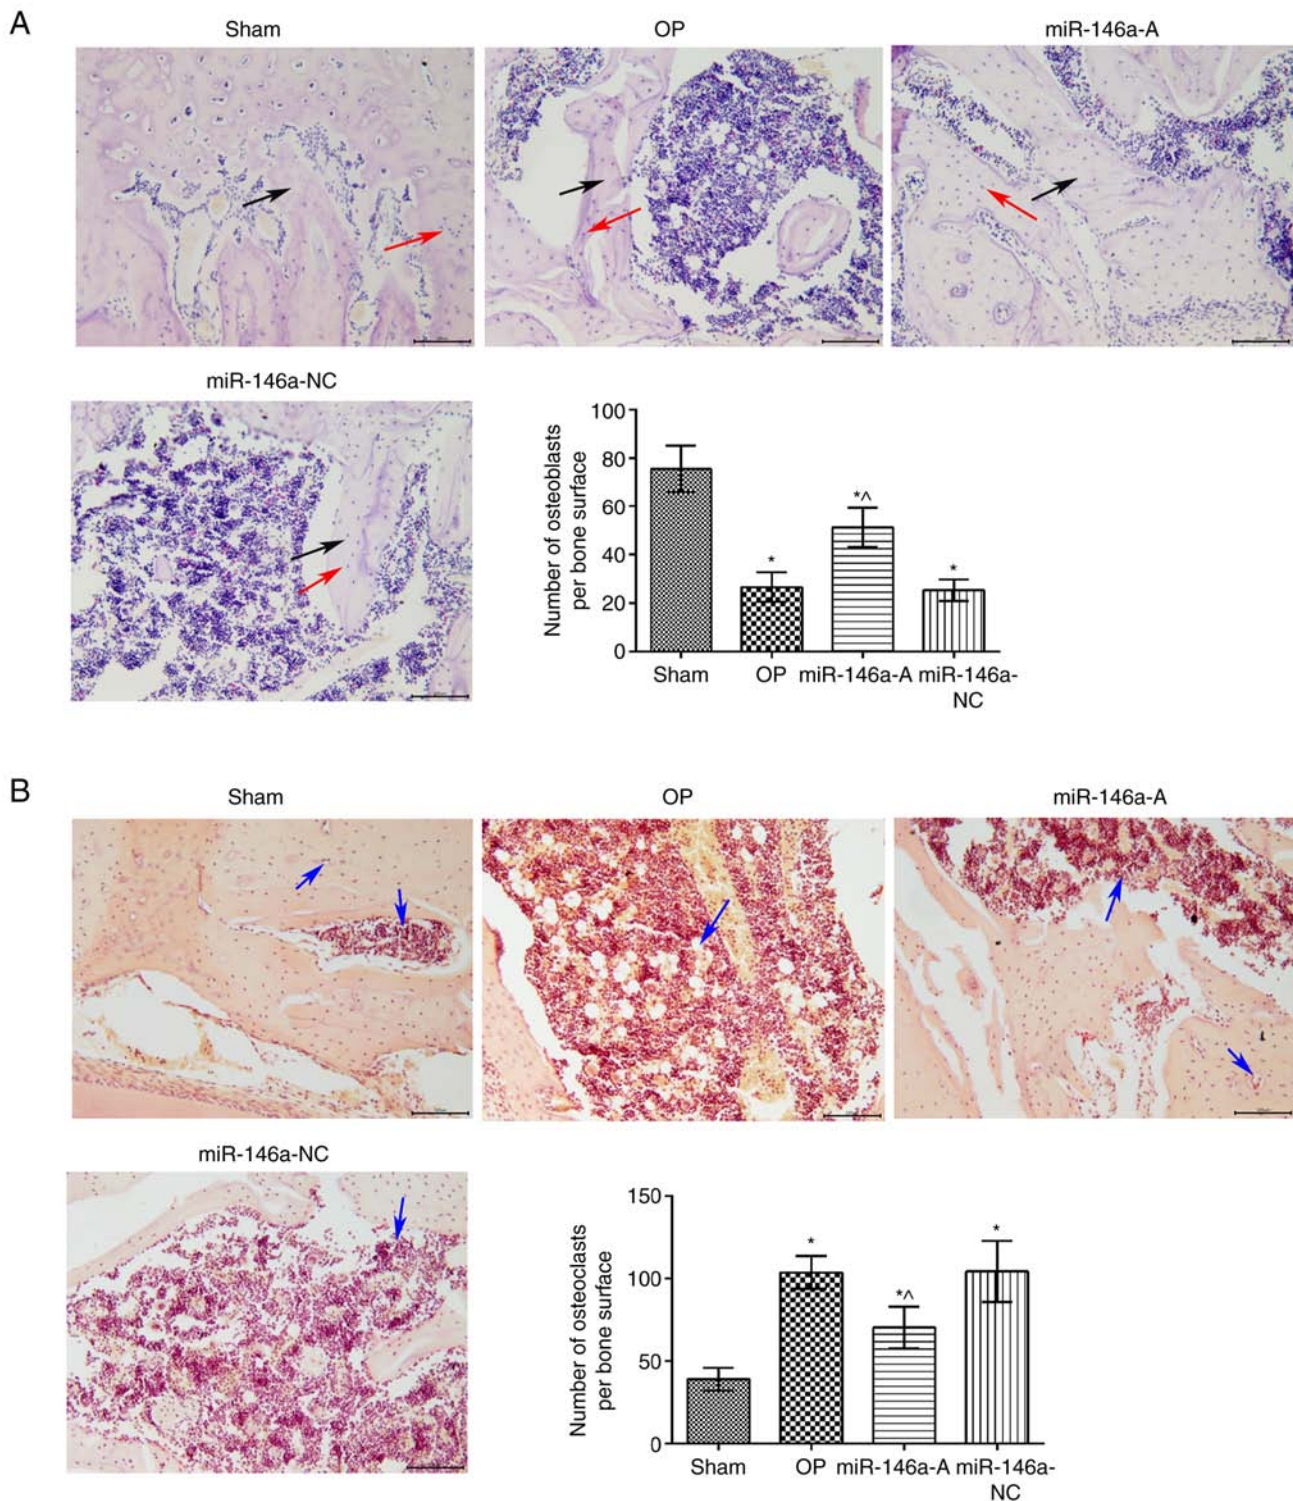 A
Sham
OP
miR-146a-A
miR-146a-NC
Number of osteoblasts
per bone surface
100
80
60
40
20
0
*
*^
*
Sham
OP
miR-146a-A
miR-146a-
NC
B
Sham
OP
miR-146a-A
miR-146a-NC
Number of osteoclasts
per bone surface
150
100
50
0
*
*^
*
Sham
OP
miR-146a-A
miR-146a-
NC